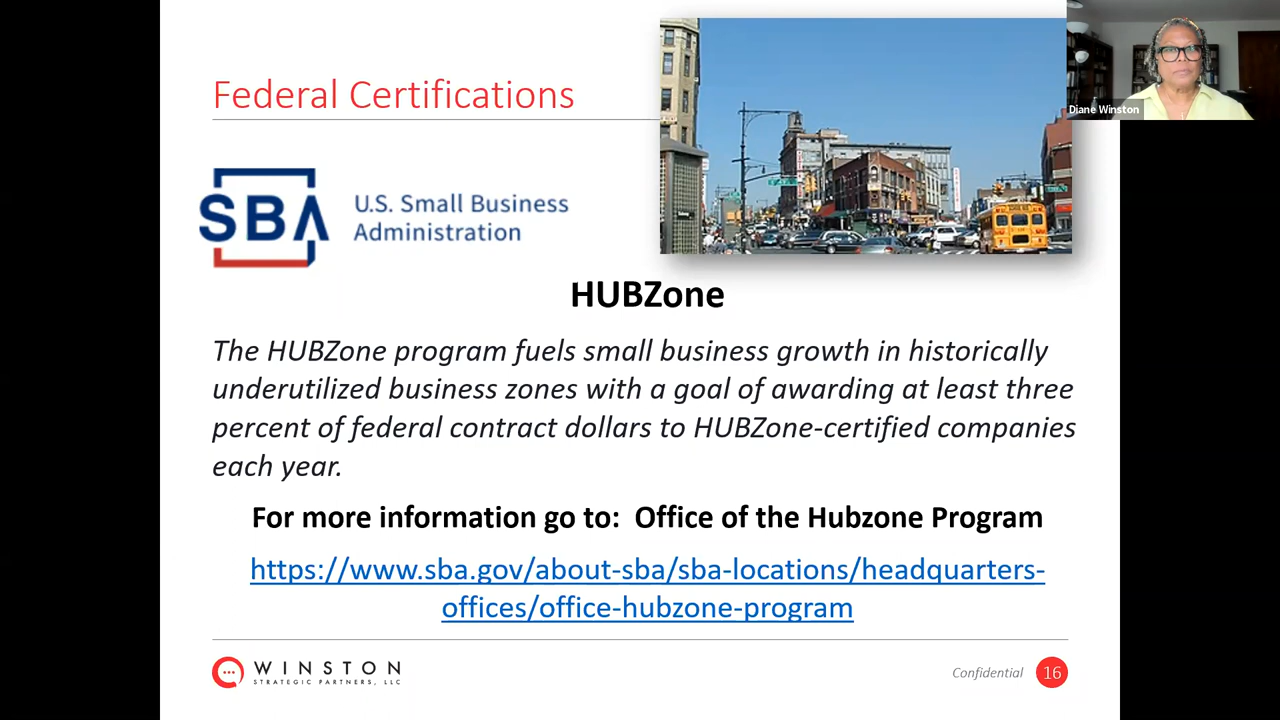 Federal Certifications
Diane Winston
SBA
U.S. Small Business
Administration
HUBZone
The HUBZone program fuels small business growth in historically
underutilized business zones with a goal of awarding at least three
percent of federal contract dollars to HUBZone-certified companies
each year.
For more information go to:  Office of the Hubzone Program
https://www.sba.gov/about-sba/sba-locations/headquarters-
offices/office-hubzone-program
WINSTON
STRATEGIC PARTNERS, LLC
Confidential
16